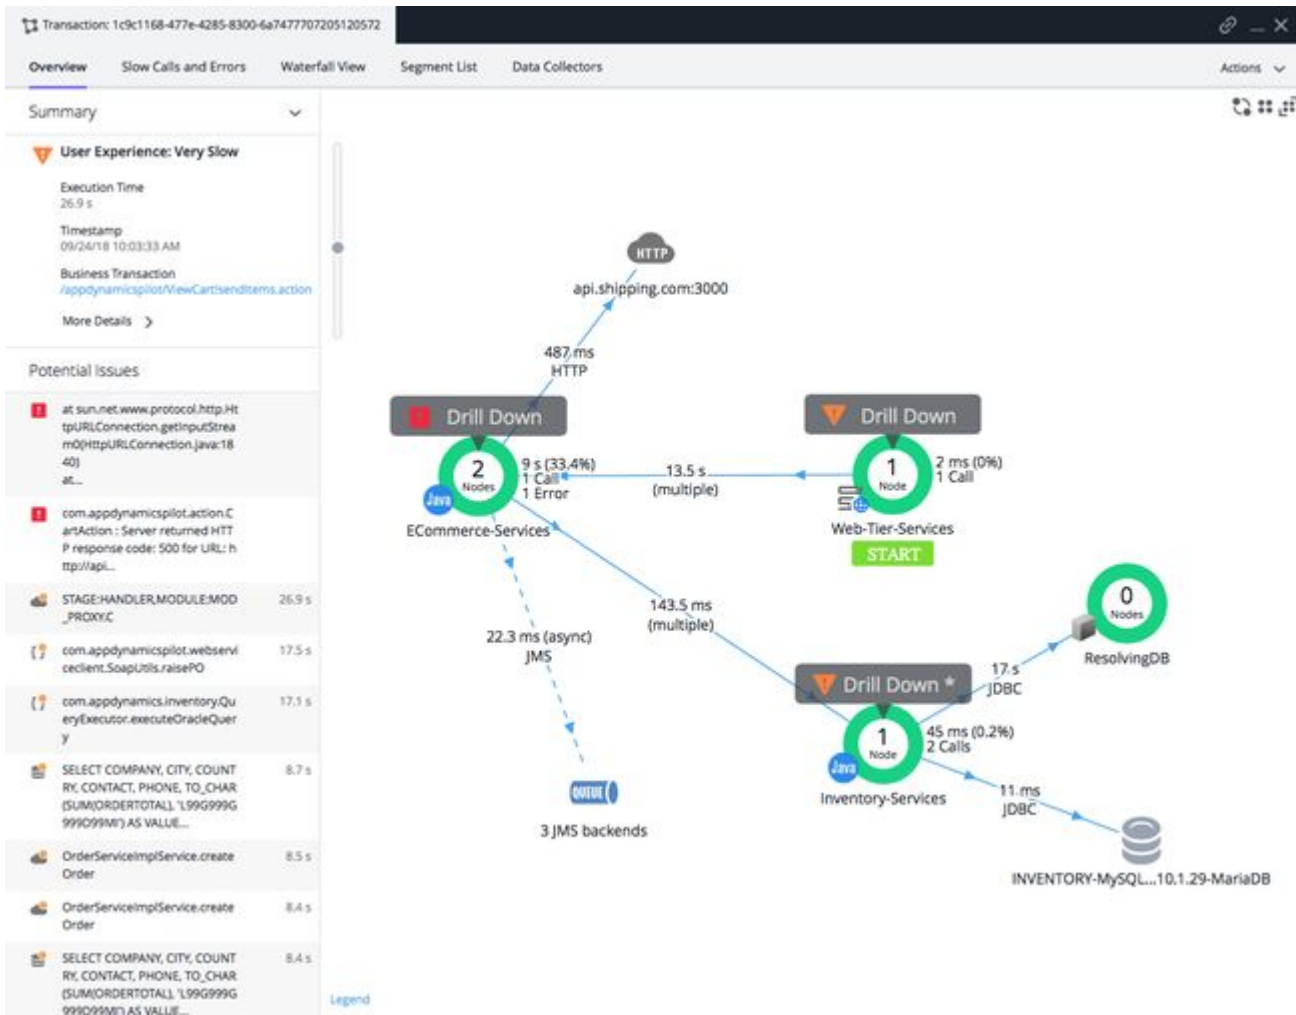 Transaction: 1c9c1168-477e-4285-8300-6a7477707205120572
Overview
Slow Calls and Errors
Waterfall View
Segment List
Data Collectors
Actions
Summary
User Experience: Very Slow
Execution Time
26.9 s
Timestamp
09/24/18 10:03:33 AM
Business Transaction
/appdynamicspilot/ViewCart!sendItems.action
More Details
Potential Issues
at sun.net.www.protocol.http.Ht
tpURLConnection.getInputStrea
m0(HttpURLConnection.java:18
40)
at...
com.appdynamicspilot.action.C
artAction : Server returned HTT
P response code: 500 for URL: h
ttp://api...
STAGE:HANDLER,MODULE:MOD
_PROXY.C
26.9 s
com.appdynamicspilot.webservi
ceclient.SoapUtils.raisePO
17.5 s
com.appdynamics.inventory.Qu
eryExecutor.executeOracleQuer
y
17.1 s
SELECT COMPANY, CITY, COUNT
RY, CONTACT, PHONE, TO_CHAR
(SUM(ORDERTOTAL), 'L99G999G
999D99MI') AS VALUE...
8.7 s
OrderServiceImplService.create
Order
8.5 s
OrderServiceImplService.create
Order
8.4 s
SELECT COMPANY, CITY, COUNT
RY, CONTACT, PHONE, TO_CHAR
(SUM(ORDERTOTAL), 'L99G999G
999D99MI') AS VALUE...
8.4 s
HTTP
api.shipping.com:3000
487 ms
HTTP
Drill Down
2
Nodes
Java
9 s (33.4%)
1 Call
1 Error
ECommerce-Services
13.5 s
(multiple)
Drill Down
1
Node
2 ms (0%)
1 Call
Web-Tier-Services
START
143.5 ms
(multiple)
22.3 ms (async)
JMS
0
Nodes
ResolvingDB
17 s
JDBC
Drill Down *
1
Node
Java
45 ms (0.2%)
2 Calls
Inventory-Services
11 ms
JDBC
QUEUE
3 JMS backends
INVENTORY-MySQL...10.1.29-MariaDB
Legend